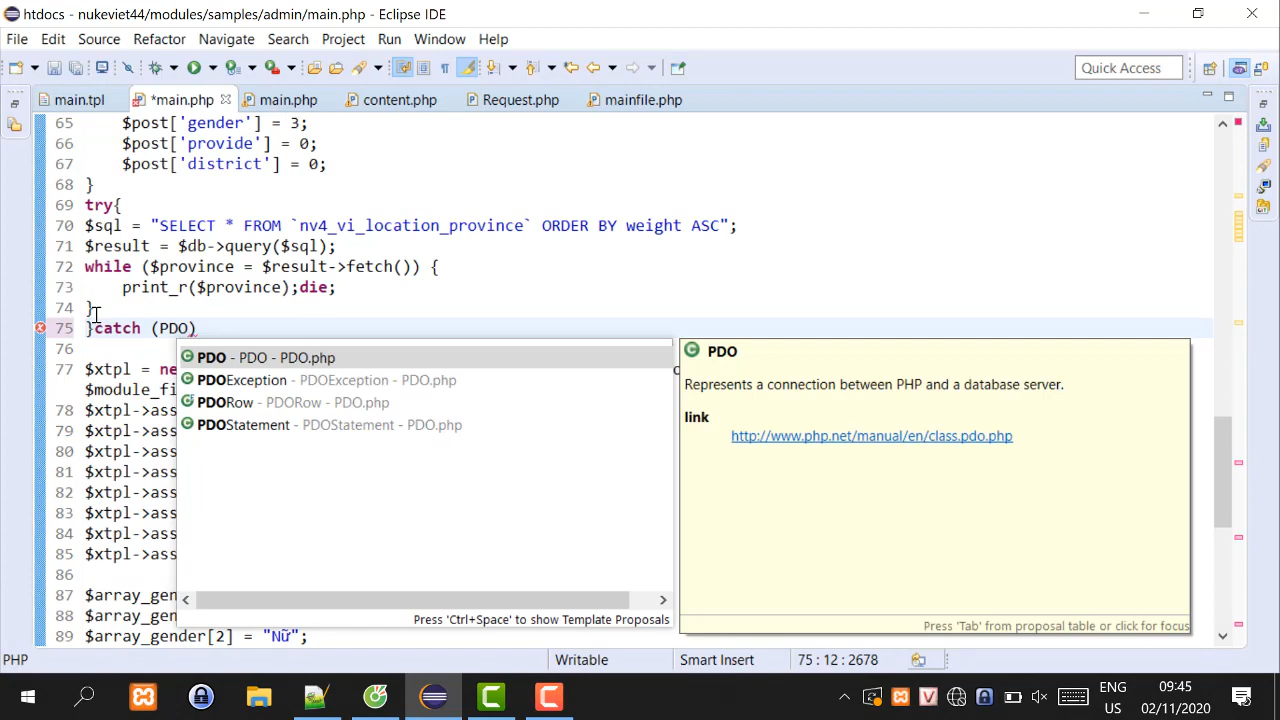 htdocs - nukeviet44/modules/samples/admin/main.php - Eclipse IDE
File Edit Source Refactor Navigate Search Project Run Window Help
Quick Access
main.tpl *main.php main.php content.php Request.php mainfile.php
65 $post['gender'] = 3;
66 $post['provide'] = 0;
67 $post['district'] = 0;
68 }
69 try{
70 $sql = "SELECT * FROM `nv4_vi_location_province` ORDER BY weight ASC";
71 $result = $db->query($sql);
72 while ($province = $result->fetch()) {
73 print_r($province);die;
74 }
75 }catch (PDO)
76
77 $xtpl = ne
$module_fi
78 $xtpl->ass
79 $xtpl->ass
80 $xtpl->ass
81 $xtpl->ass
82 $xtpl->ass
83 $xtpl->ass
84 $xtpl->ass
85 $xtpl->ass
86
87 $array_gen
88 $array_gen
89 $array_gender[2] = "Nữ";
PDO - PDO - PDO.php
PDOException - PDOException - PDO.php
PDORow - PDORow - PDO.php
PDOStatement - PDOStatement - PDO.php
Press 'Ctrl+Space' to show Template Proposals
PDO
Represents a connection between PHP and a database server.
link
http://www.php.net/manual/en/class.pdo.php
Press 'Tab' from proposal table or click for focus
PHP Writable Smart Insert 75 : 12 : 2678
ENG
US
09:45
02/11/2020